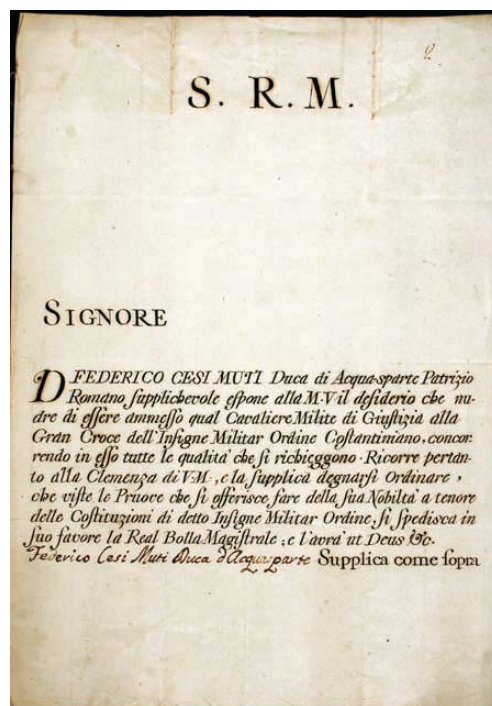 S. R. M.
SIGNORE
D FEDERICO CESI MUTI Duca di Acqua-sparte Patrizio
Romano ſupplichevole eſpone alla M·V·il deſiderio che nu-
dre di eſſere ammeſſo qual Cavaliere Milite di Giuſtizia alla
Gran Croce dell'Inſigne Militar Ordine Coſtantiniano, concor-
rendo in eſſo tutte le qualità che ſi richieggono · Ricorre pertan-
to alla Clemenza di V·M·, e la ſupplica degnarſi Ordinare,
che viſte le Pruove che ſi offeriſce fare della ſua Nobiltà a tenore
delle Coſtituzioni di detto Inſigne Militar Ordine, ſi ſpediſca in
ſuo favore la Real Bolla Magiſtrale ; e l'avrà ut Deus &c.
Federico Cesi Muti Duca d'Acquasparte Supplica come ſopra